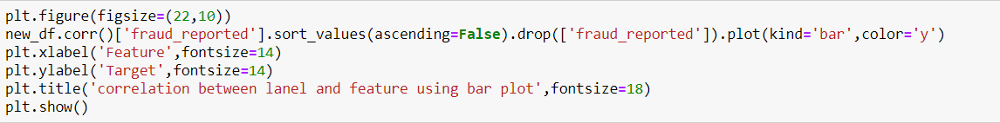 plt.figure(figsize=(22,10))
new_df.corr()['fraud_reported'].sort_values(ascending=False).drop(['fraud_reported']).plot(kind='bar',color='y')
plt.xlabel('Feature',fontsize=14)
plt.ylabel('Target',fontsize=14)
plt.title('correlation between lanel and feature using bar plot',fontsize=18)
plt.show()